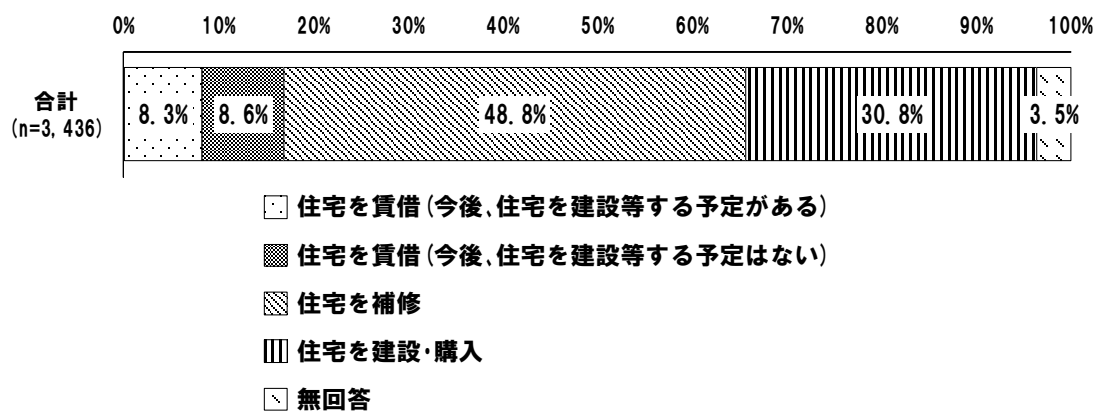 0% 10% 20% 30% 40% 50% 60% 70% 80% 90% 100%
合計
(n=3,436)
8.3% 8.6% 48.8% 30.8% 3.5%
住宅を賃借(今後､住宅を建設等する予定がある)
住宅を賃借(今後､住宅を建設等する予定はない)
住宅を補修
住宅を建設･購入
無回答